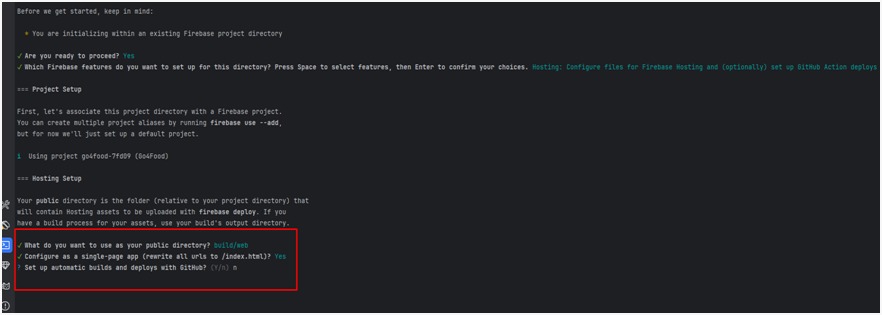 Before we get started, keep in mind:
* You are initializing within an existing Firebase project directory
✓ Are you ready to proceed? Yes
✓ Which Firebase features do you want to set up for this directory? Press Space to select features, then Enter to confirm your choices. Hosting: Configure files for Firebase Hosting and (optionally) set up GitHub Action deploys
=== Project Setup
First, let's associate this project directory with a Firebase project.
You can create multiple project aliases by running firebase use --add,
but for now we'll just set up a default project.
i Using project go4food-7fd09 (Go4Food)
=== Hosting Setup
Your public directory is the folder (relative to your project directory) that
will contain Hosting assets to be uploaded with firebase deploy. If you
have a build process for your assets, use your build's output directory.
✓ What do you want to use as your public directory? build/web
✓ Configure as a single-page app (rewrite all urls to /index.html)? Yes
? Set up automatic builds and deploys with GitHub? (Y/n) n